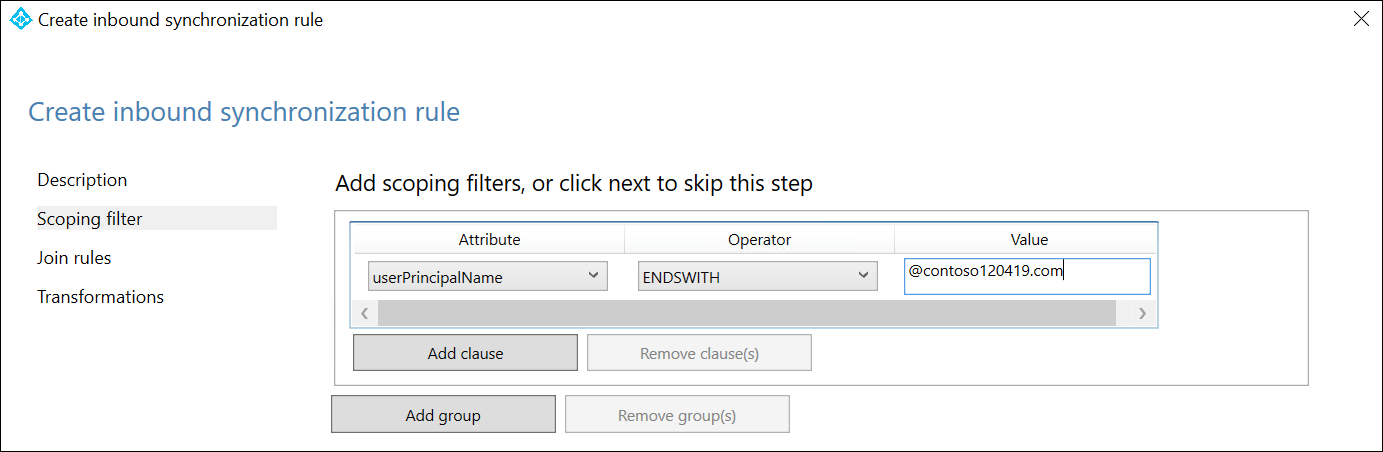 Create inbound synchronization rule
Create inbound synchronization rule
Description
Scoping filter
Join rules
Transformations
Add scoping filters, or click next to skip this step
Attribute Operator Value
userPrincipalName ENDSWITH @contoso120419.com
Add clause Remove clause(s)
Add group Remove group(s)